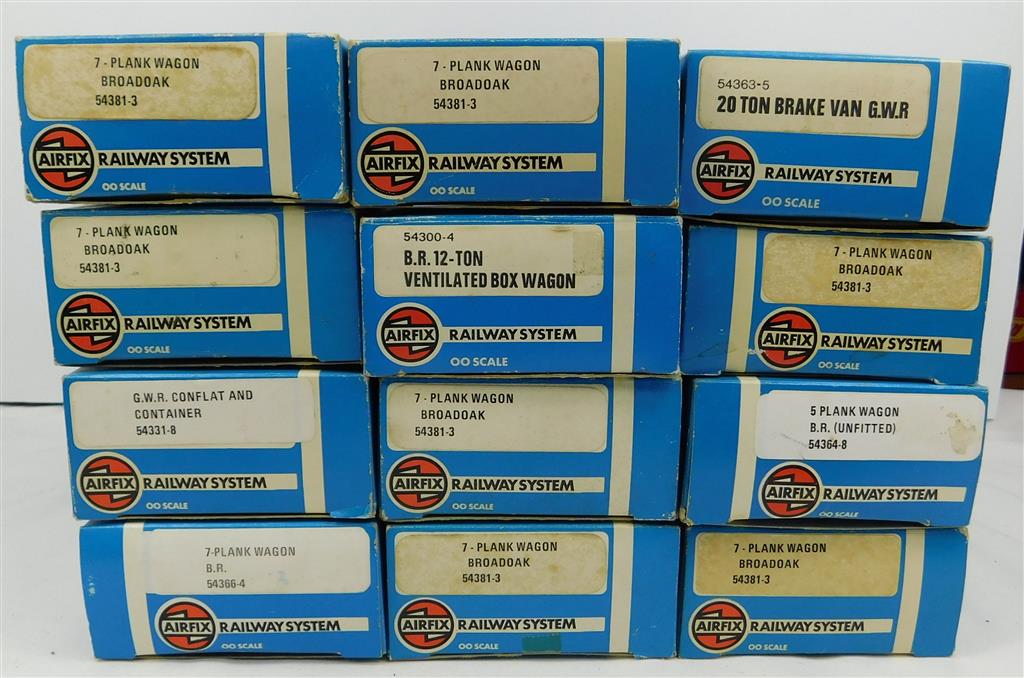 7 - PLANK WAGON
BROADOAK
54381-3
AIRFIX RAILWAY SYSTEM
OO SCALE
7 - PLANK WAGON
BROADOAK
54381-3
AIRFIX RAILWAY SYSTEM
OO SCALE
54363-5
20 TON BRAKE VAN G.W.R
AIRFIX RAILWAY SYSTEM
OO SCALE
7 - PLANK WAGON
BROADOAK
54381-3
AIRFIX RAILWAY SYSTEM
OO SCALE
54300-4
B.R. 12-TON
VENTILATED BOX WAGON
AIRFIX RAILWAY SYSTEM
OO SCALE
7 - PLANK WAGON
BROADOAK
54381-3
AIRFIX RAILWAY SYSTEM
OO SCALE
G.W.R. CONFLAT AND
CONTAINER
54331-8
AIRFIX RAILWAY SYSTEM
OO SCALE
7 - PLANK WAGON
BROADOAK
54381-3
AIRFIX RAILWAY SYSTEM
OO SCALE
5 PLANK WAGON
B.R. (UNFITTED)
54364-8
AIRFIX RAILWAY SYSTEM
OO SCALE
7-PLANK WAGON
B.R.
54366-4
AIRFIX RAILWAY SYSTEM
OO SCALE
7 - PLANK WAGON
BROADOAK
54381-3
AIRFIX RAILWAY SYSTEM
OO SCALE
7 - PLANK WAGON
BROADOAK
54381-3
AIRFIX RAILWAY SYSTEM
OO SCALE